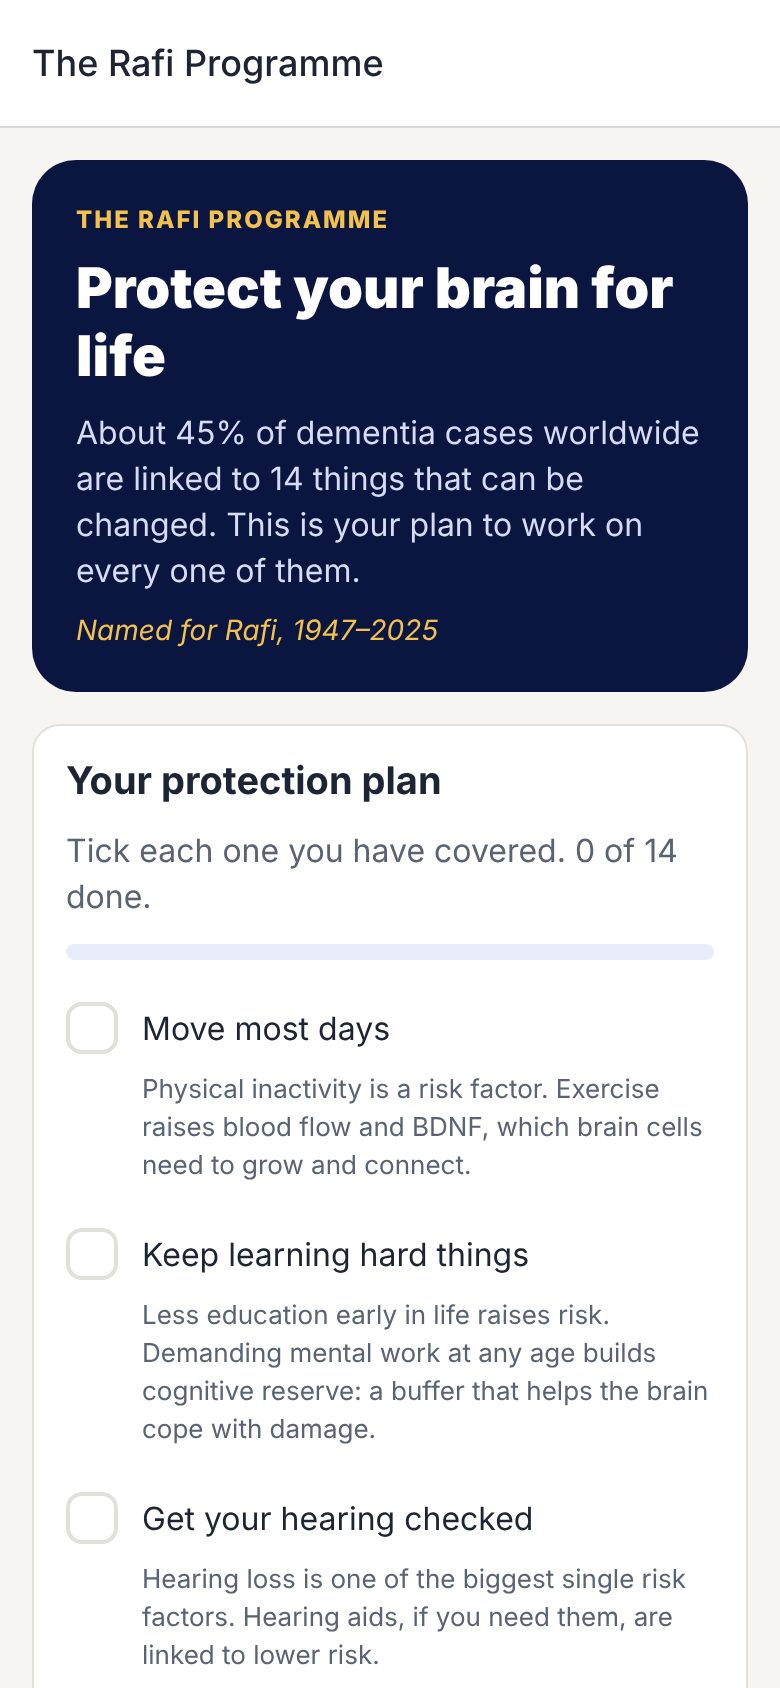 The Rafi Programme
THE RAFI PROGRAMME
Protect your brain for
life
About 45% of dementia cases worldwide
are linked to 14 things that can be
changed. This is your plan to work on
every one of them.
Named for Rafi, 1947–2025
Your protection plan
Tick each one you have covered. 0 of 14
done.
Move most days
Physical inactivity is a risk factor. Exercise
raises blood flow and BDNF, which brain cells
need to grow and connect.
Keep learning hard things
Less education early in life raises risk.
Demanding mental work at any age builds
cognitive reserve: a buffer that helps the brain
cope with damage.
Get your hearing checked
Hearing loss is one of the biggest single risk
factors. Hearing aids, if you need them, are
linked to lower risk.